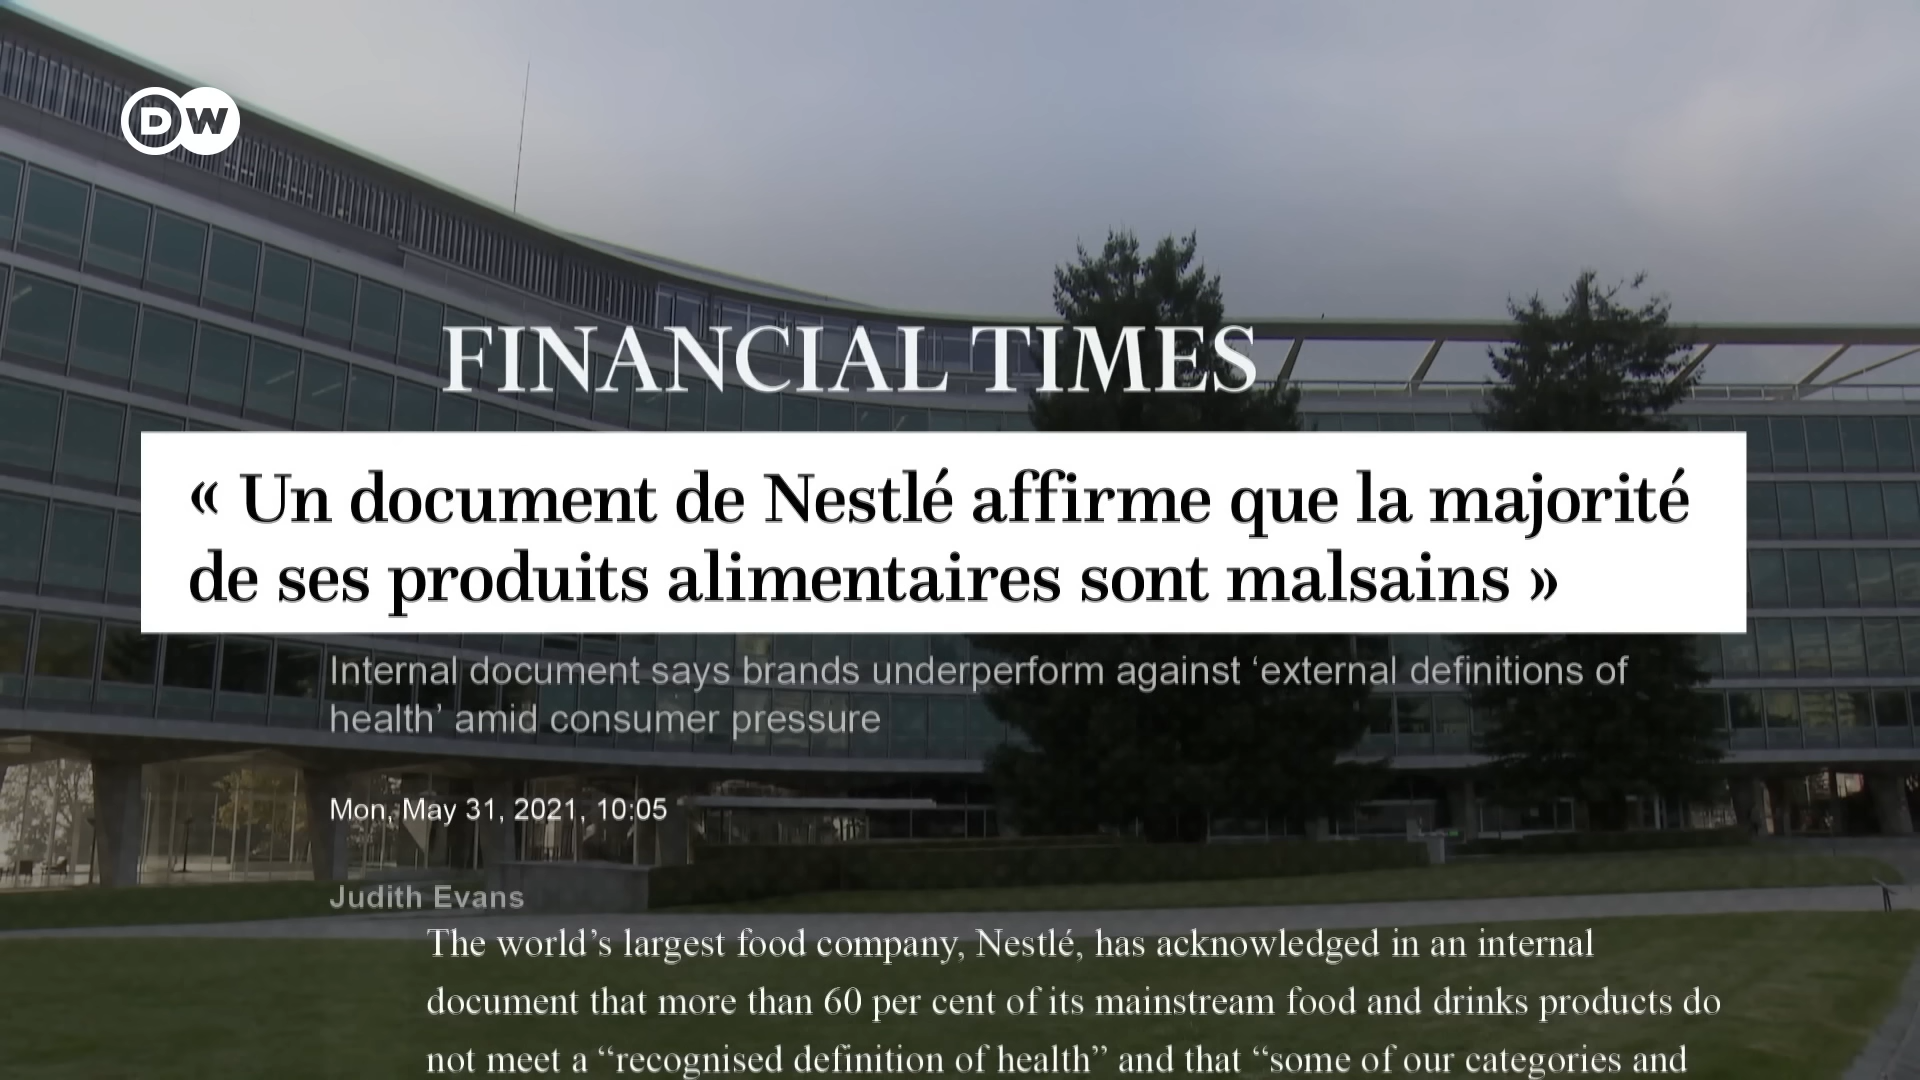 DW
FINANCIAL TIMES
« Un document de Nestlé affirme que la majorité
de ses produits alimentaires sont malsains »
Internal document says brands underperform against ‘external definitions of
health’ amid consumer pressure
Mon, May 31, 2021, 10:05
Judith Evans
The world’s largest food company, Nestlé, has acknowledged in an internal
document that more than 60 per cent of its mainstream food and drinks products do
not meet a “recognised definition of health” and that “some of our categories and